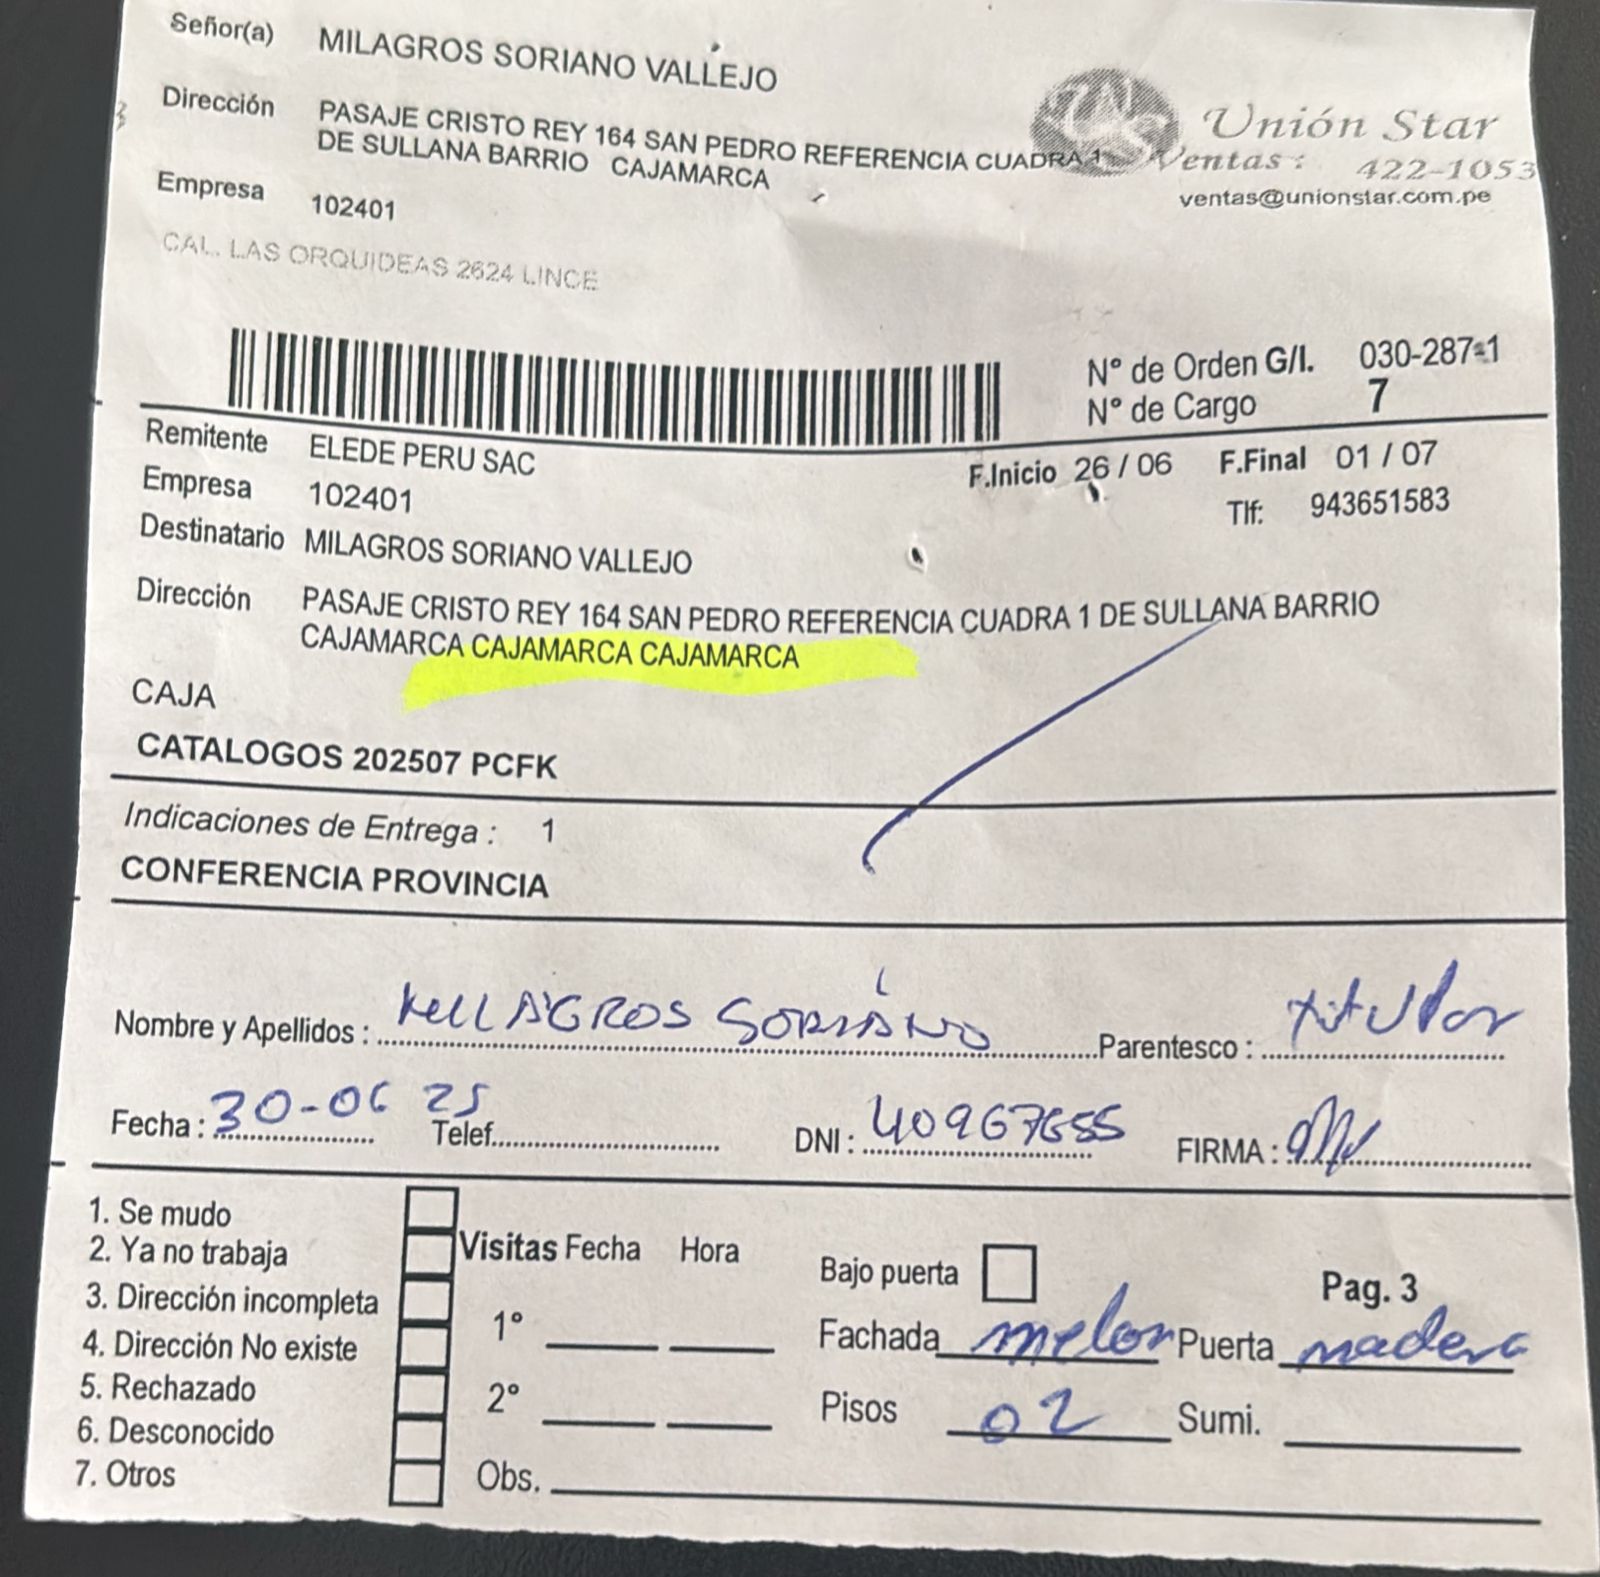 Señor(a) MILAGROS SORIANO VALLEJO
Dirección PASAJE CRISTO REY 164 SAN PEDRO REFERENCIA CUADRA 1
DE SULLANA BARRIO CAJAMARCA
Unión Star
Ventas : 422-1053
ventas@unionstar.com.pe
Empresa 102401
CAL. LAS ORQUIDEAS 2624 LINCE
N° de Orden G/I. 030-287-1
N° de Cargo 7
Remitente ELEDE PERU SAC
F.Inicio 26 / 06 F.Final 01 / 07
Empresa 102401
Tlf: 943651583
Destinatario MILAGROS SORIANO VALLEJO
Dirección PASAJE CRISTO REY 164 SAN PEDRO REFERENCIA CUADRA 1 DE SULLANA BARRIO
CAJAMARCA CAJAMARCA CAJAMARCA
CAJA
CATALOGOS 202507 PCFK
Indicaciones de Entrega : 1
CONFERENCIA PROVINCIA
Nombre y Apellidos : MILAGROS SORIANO Parentesco : titular
Fecha : 30-06 25 Telef. DNI : 40967655 FIRMA :
1. Se mudo
2. Ya no trabaja
3. Dirección incompleta
4. Dirección No existe
5. Rechazado
6. Desconocido
7. Otros
Visitas Fecha Hora
1°
2°
Obs.
Bajo puerta
Pag. 3
Fachada melon Puerta madera
Pisos 02 Sumi.